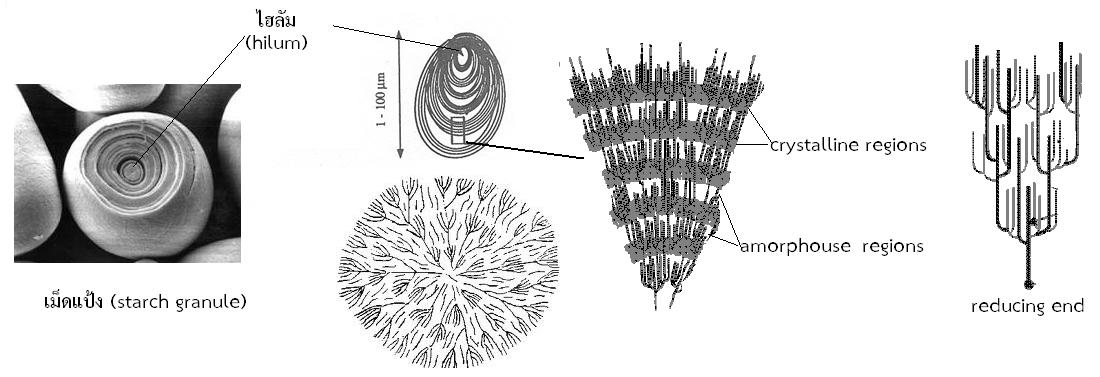 ไฮลัม
(hilum)
1 - 100 µm
crystalline regions
amorphouse regions
เม็ดแป้ง (starch granule)
reducing end